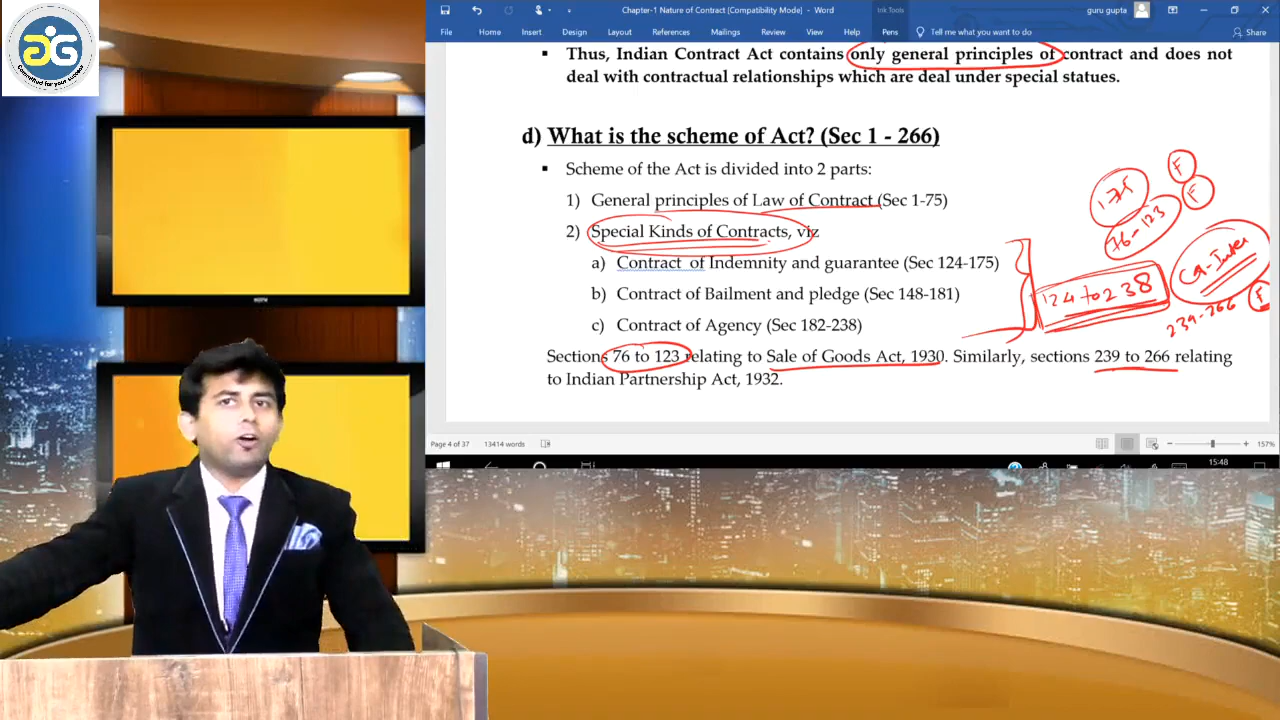 Committed for your success
Chapter-1 Nature of Contract [Compatibility Mode] - Word
Ink Tools
guru gupta
File Home Insert Design Layout References Mailings Review View Help Pens Tell me what you want to do Share
Thus, Indian Contract Act contains only general principles of contract and does not
deal with contractual relationships which are deal under special statues.
d) What is the scheme of Act? (Sec 1 - 266)
Scheme of the Act is divided into 2 parts:
1) General principles of Law of Contract (Sec 1-75)
2) Special Kinds of Contracts, viz
a) Contract of Indemnity and guarantee (Sec 124-175)
b) Contract of Bailment and pledge (Sec 148-181)
c) Contract of Agency (Sec 182-238)
Sections 76 to 123 relating to Sale of Goods Act, 1930. Similarly, sections 239 to 266 relating
to Indian Partnership Act, 1932.
1-75
F
76-123
F
124 to 238
CA-Inter
239-266
F
Page 4 of 37 13414 words
157%
15:48